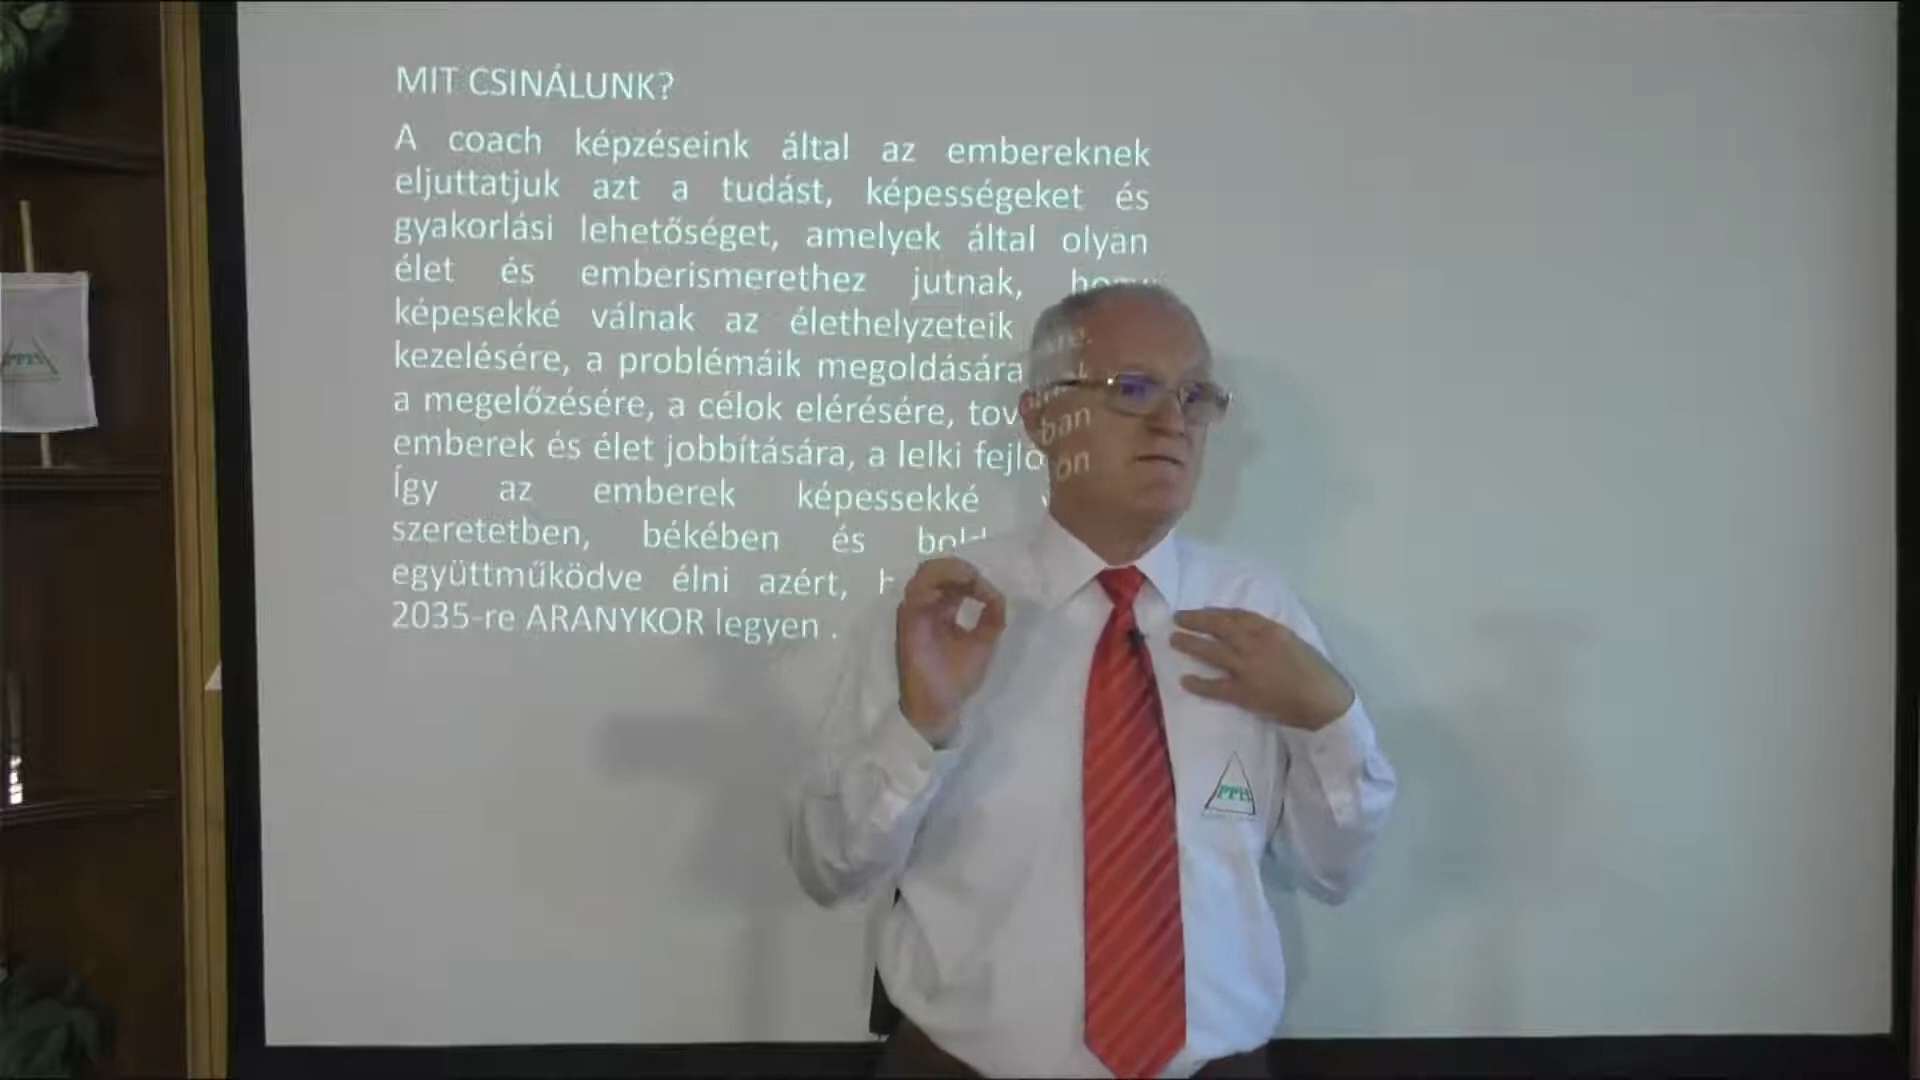 MIT CSINÁLUNK?
A coach képzéseink által az embereknek
eljuttatjuk azt a tudást, képességeket és
gyakorlási lehetőséget, amelyek által olyan
élet és emberismerethez jutnak,
képesekké válnak az élethelyzeteik
kezelésére, a problémáik megoldására
a megelőzésére, a célok elérésére,
emberek és élet jobbítására, a lelki
Így az emberek képessekké
szeretetben, békében és
együttműködve élni azért,
2035-re ARANYKOR legyen .